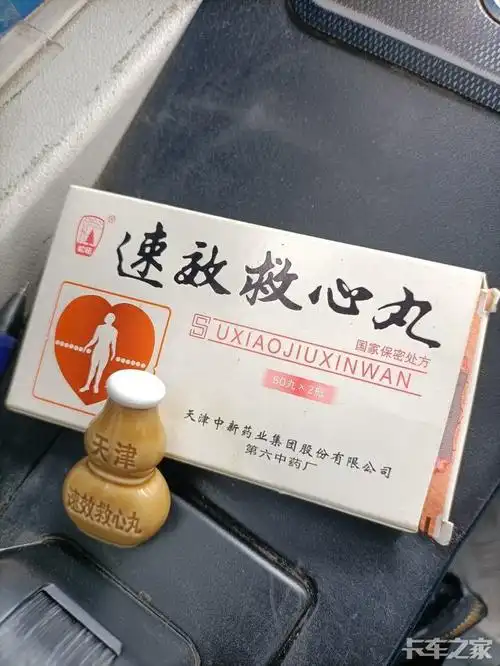 速效救心丸
国家保密处方
SUXIAOJIUXINWAN
60丸×2瓶
天津中新药业集团股份有限公司
第六中药厂
天津
速效救心丸
卡车之家